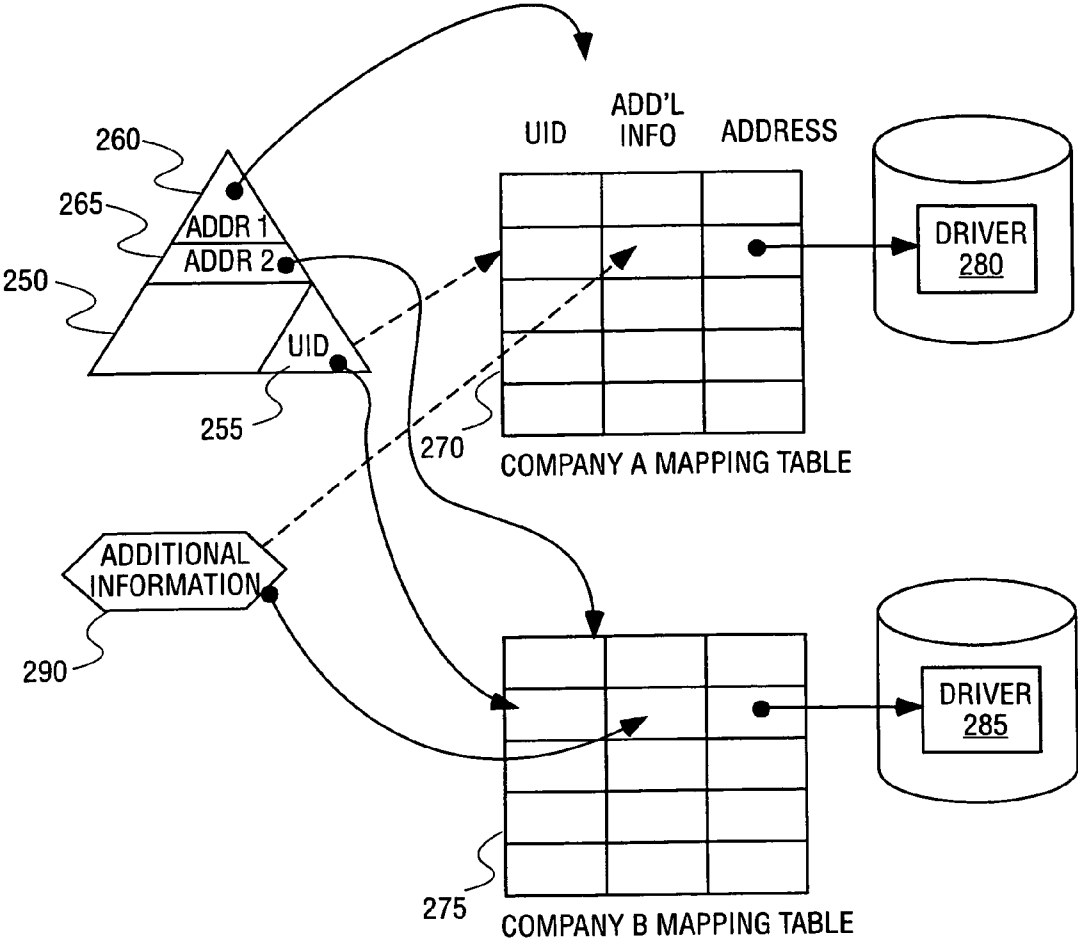 ADD'L
UID INFO ADDRESS
260
265
ADDR 1
ADDR 2
250
DRIVER
280
UID
255
270
COMPANY A MAPPING TABLE
ADDITIONAL
INFORMATION
290
DRIVER
285
275
COMPANY B MAPPING TABLE